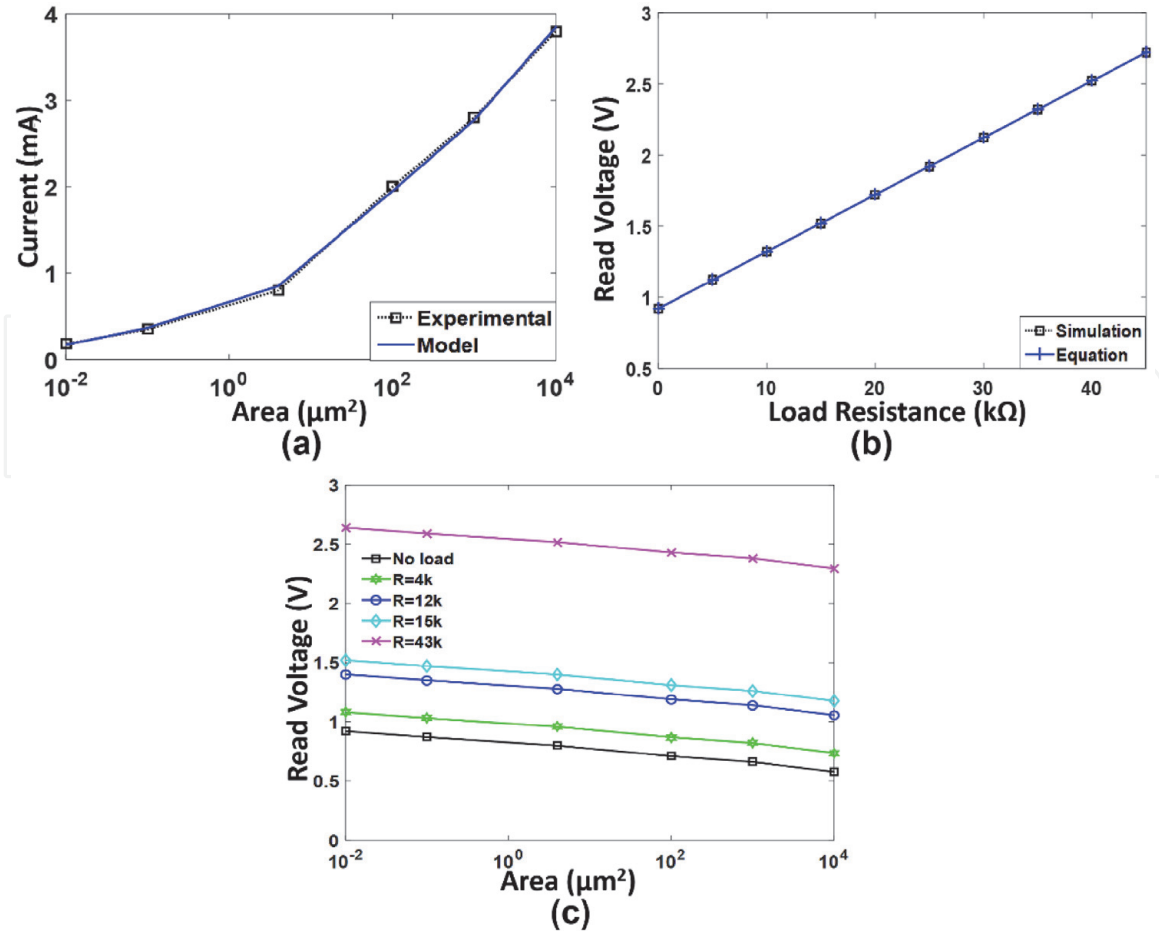 4
3
2
1
0
Current (mA)
Experimental
Model
10⁻²
10⁰
10²
10⁴
Area (µm²)
(a)
3
2.5
2
1.5
1
0.5
Read Voltage (V)
Simulation
Equation
0
10
20
30
40
Load Resistance (kΩ)
(b)
3
2.5
2
1.5
1
0.5
0
Read Voltage (V)
No load
R=4k
R=12k
R=15k
R=43k
10⁻²
10⁰
10²
10⁴
Area (µm²)
(c)